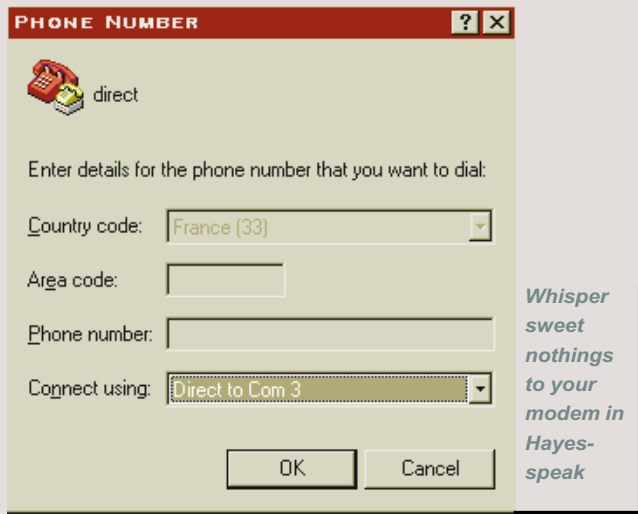 PHONE NUMBER
direct
Enter details for the phone number that you want to dial:
Country code: France (33)
Area code:
Phone number:
Connect using: Direct to Com 3
OK Cancel
Whisper
sweet
nothings
to your
modem in
Hayes-
speak